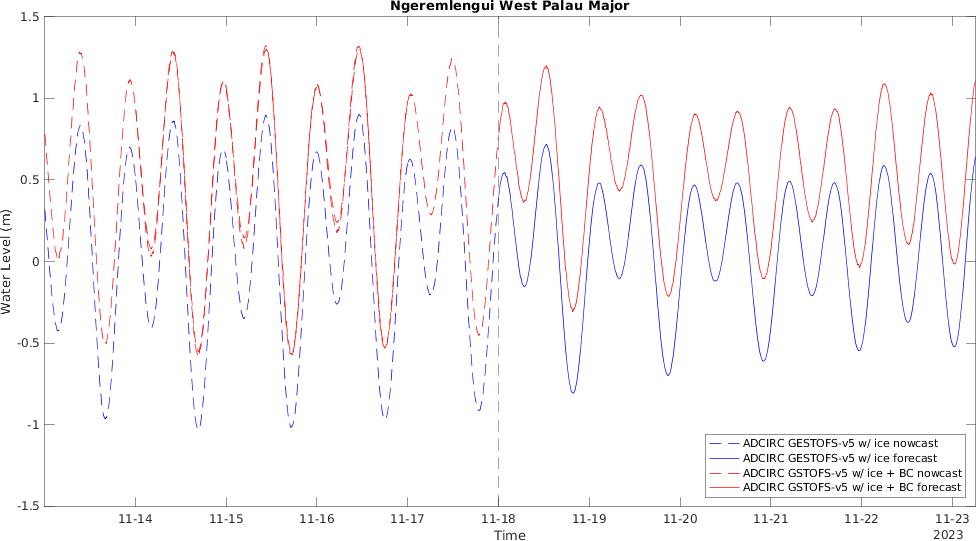 Ngeremlengui West Palau Major
1.5
1
0.5
0
-0.5
-1
-1.5
Water Level (m)
ADCIRC GESTOFS-v5 w/ ice nowcast
ADCIRC GESTOFS-v5 w/ ice forecast
ADCIRC GSTOFS-v5 w/ ice + BC nowcast
ADCIRC GSTOFS-v5 w/ ice + BC forecast
11-14 11-15 11-16 11-17 11-18 11-19 11-20 11-21 11-22 11-23
Time
2023